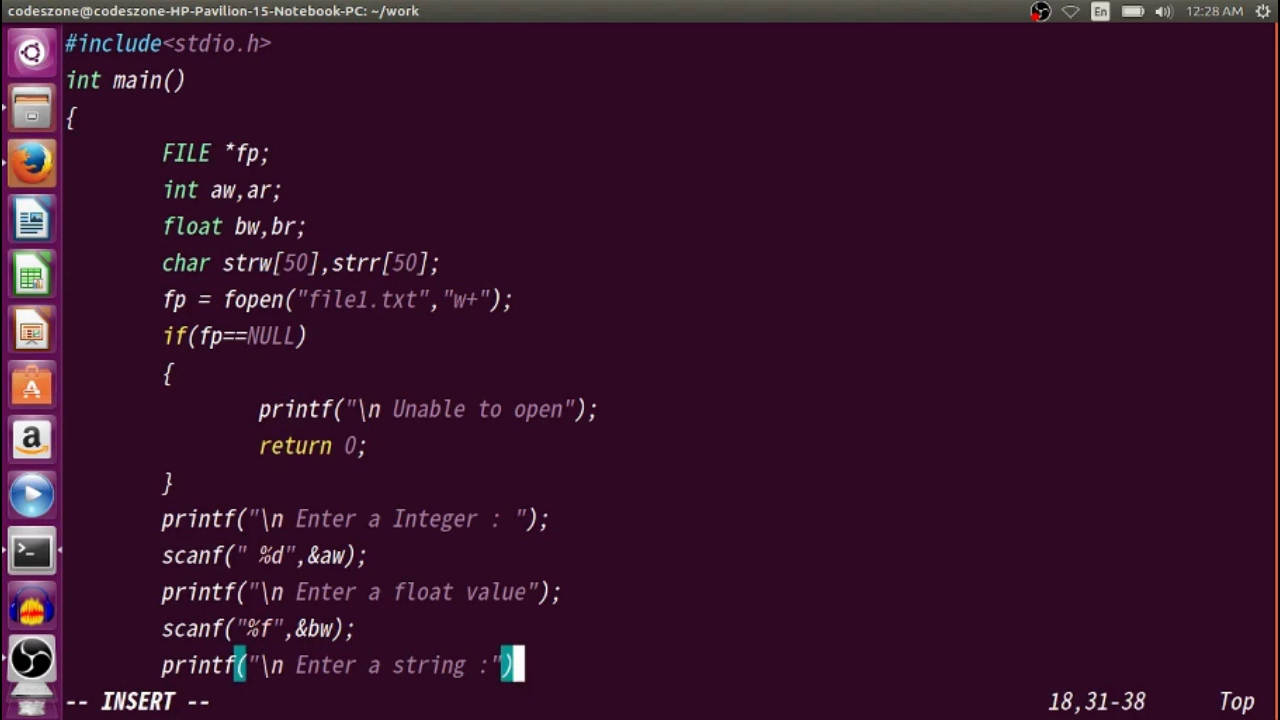 codeszone@codeszone-HP-Pavilion-15-Notebook-PC: ~/work
En
12:28 AM
#include<stdio.h>
int main()
{
FILE *fp;
int aw,ar;
float bw,br;
char strw[50],strr[50];
fp = fopen("file1.txt","w+");
if(fp==NULL)
{
printf("\n Unable to open");
return 0;
}
printf("\n Enter a Integer : ");
scanf(" %d",&aw);
printf("\n Enter a float value");
scanf("%f",&bw);
printf("\n Enter a string :")
-- INSERT --
18,31-38
Top